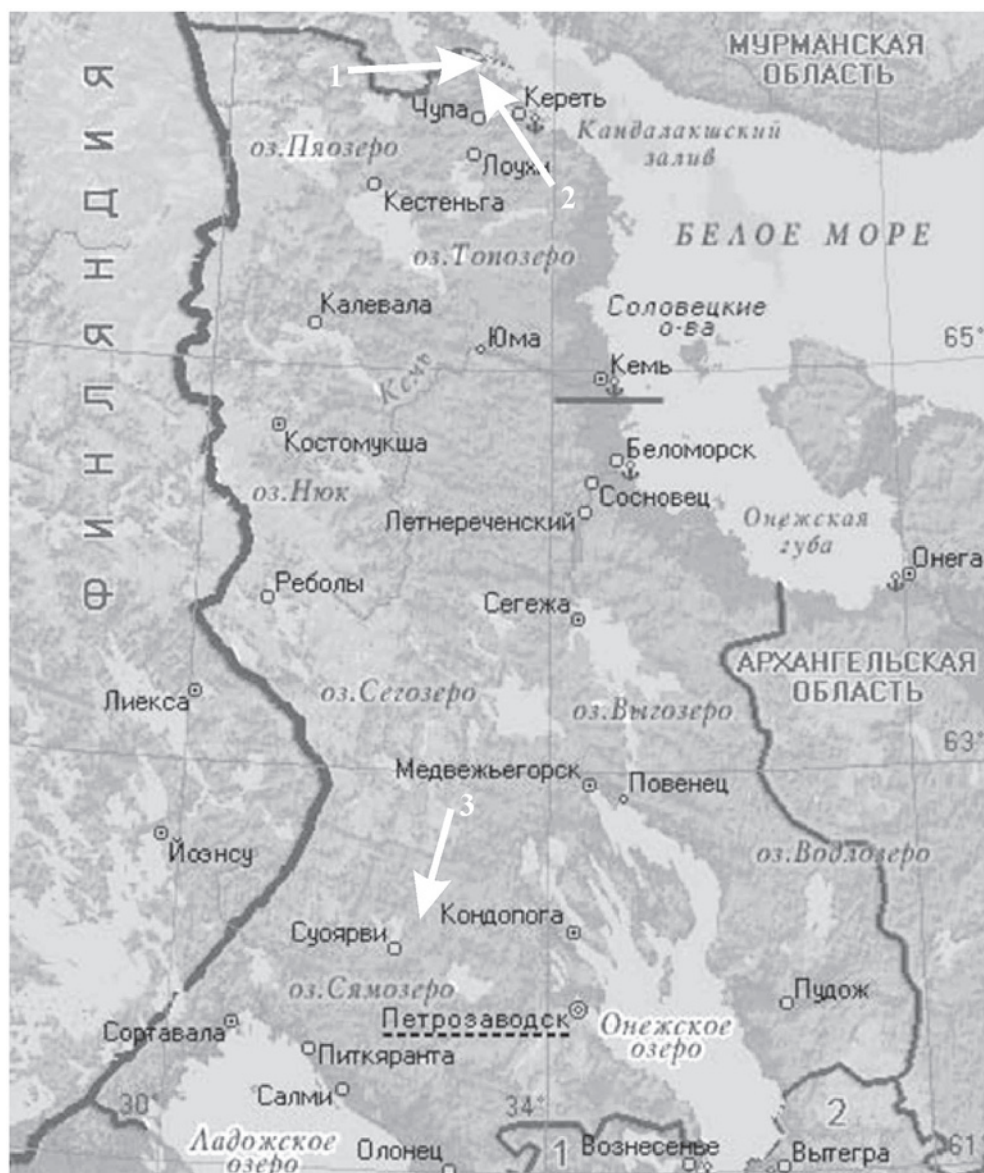 МУРМАНСКАЯ
ОБЛАСТЬ
1
Кереть
Чупа
Кандалакшский
залив
оз.Пяозеро
Лоухи
2
Кестеньга
БЕЛОЕ МОРЕ
оз.Топозеро
ФИНЛЯНДИЯ
Соловецкие
о-ва
Калевала
Юма
65°
Кемь
Кемь
Костомукша
Беломорск
оз.Нюк
Сосновец
Летнереченский
Онежская
губа
Онега
Реболы
Сегежа
АРХАНГЕЛЬСКАЯ
ОБЛАСТЬ
Лиекса
оз.Сегозеро
оз.Выгозеро
63°
Медвежьегорск
Повенец
3
Йоэнсу
оз.Водлозеро
Кондопога
Суоярви
оз.Сямозеро
Пудож
Петрозаводск
Онежское
озеро
Сортавала
Питкяранта
Салми
30°
34°
2
Ладожское
озеро
Олонец
1
Вознесенье
Вытегра
61°